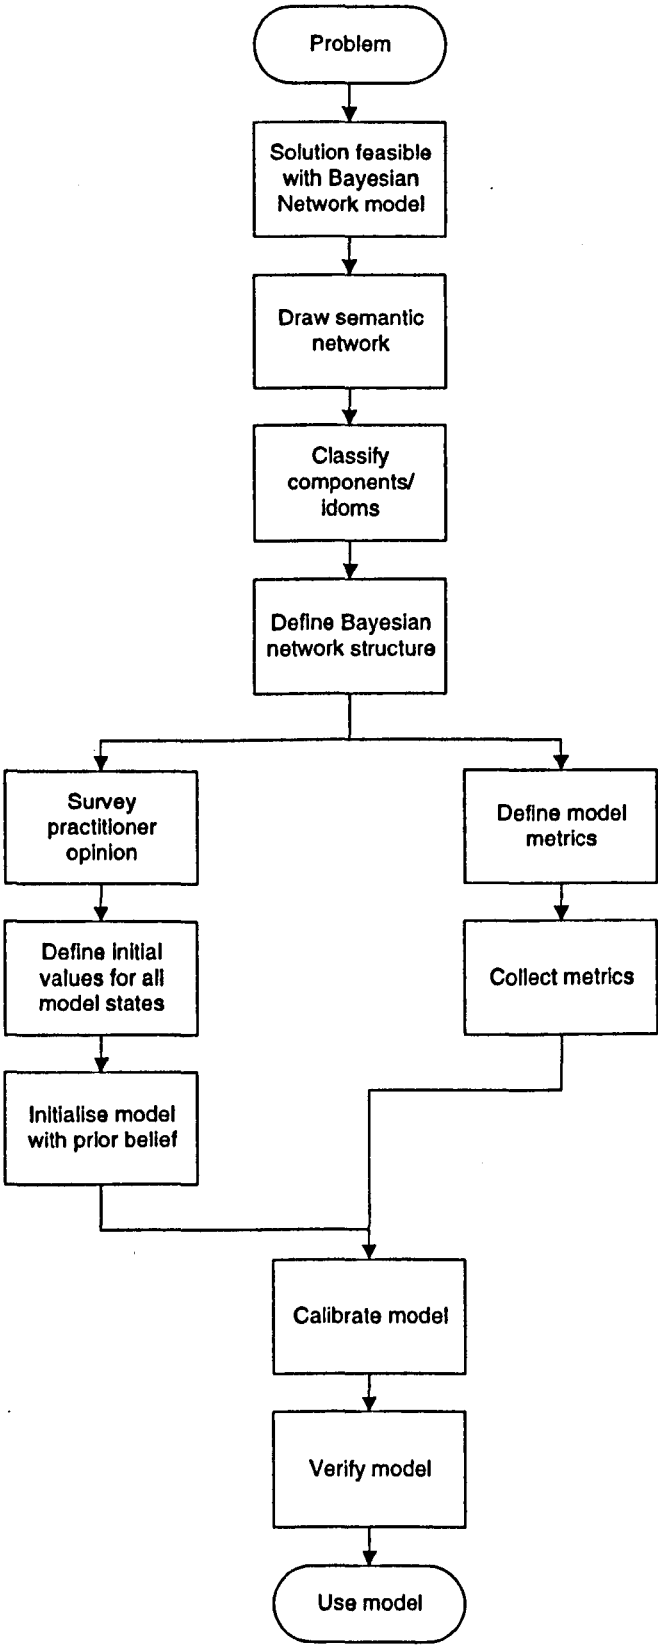 Problem
Solution feasible
with Bayesian
Network model
Draw semantic
network
Classify
components/
idoms
Define Bayesian
network structure
Survey
practitioner
opinion
Define model
metrics
Define initial
values for all
model states
Collect metrics
Initialise model
with prior belief
Calibrate model
Verify model
Use model